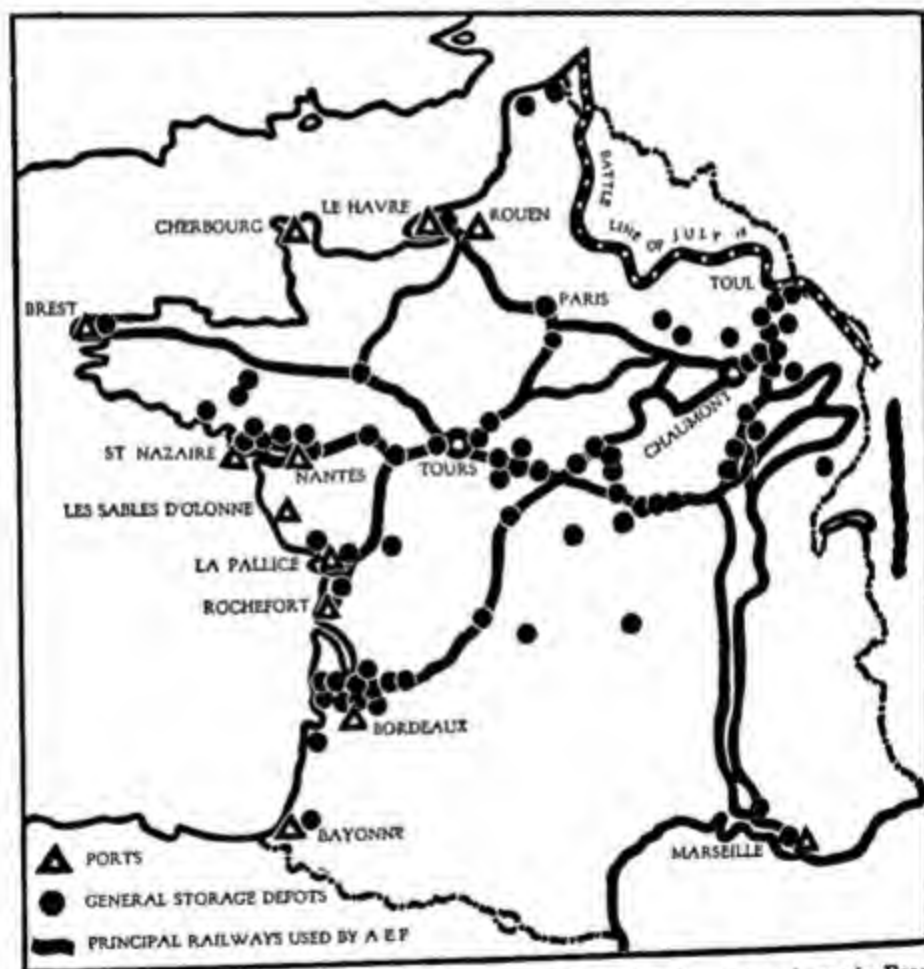 LE HAVRE
ROUEN
CHERBOURG
BATTLE LINE OF JULY 18
TOUL
BREST
PARIS
CHAUMONT
ST NAZAIRE
NANTES
TOURS
LES SABLES D'OLONNE
LA PALLICE
ROCHEFORT
BORDEAUX
BAYONNE
MARSEILLE
PORTS
GENERAL STORAGE DEPOTS
PRINCIPAL RAILWAYS USED BY A E F